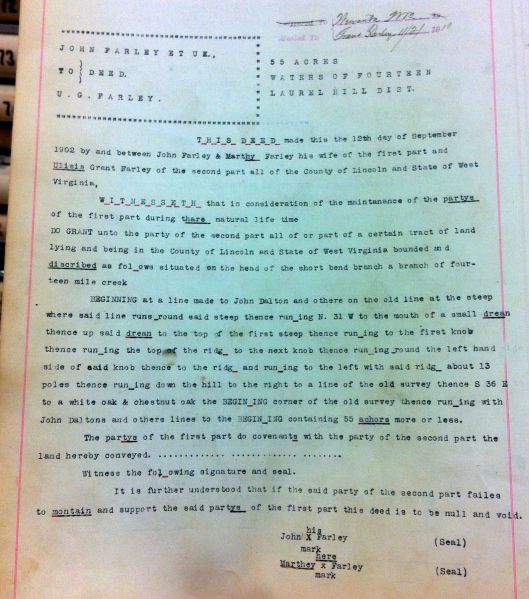 JOHN FARLEY ET UX.,
TO } DEED.
U. G. FARLEY.
55 ACRES
WATERS OF FOURTEEN
LAUREL HILL DIST.
THIS DEED made this the 12th day of September
1902 by and between John Farley & Marthy Farley his wife of the first part and
Ulisis Grant Farley of the second part all of the County of Lincoln and State of West
Virginia,
WITNESSETH that in consideration of the maintanance of the partys
of the first part during thare natural life time
DO GRANT unto the party of the second part all of or part of a certain tract of land
lying and being in the County of Lincoln and State of West Virginia bounded and
discribed as fol_ows situated on the head of the short bend branch a branch of four-
teen mile creek
BEGINNING at a line made to John Dalton and others on the old line at the steep
where said line runs round said steep thence run_ing N. 31 W to the mouth of a small drean
thence up said drean to the top of the first steep thence run_ing to the first knob
thence run_ing the top of the ridg_ to the next knob thence run_ing round the left hand side
side of said knob thence to the ridg_ and run_ing to the left with said ridg_ about 13
poles thence run_ing down the hill to the right to a line of the old survey thence S 36 E
to a white oak & chestnut oak the BEGIN_ING corner of the old survey thence run_ing with
John Daltons and others lines to the BEGIN_ING containing 55 achors more or less.
The partys of the first part do covenants with the party of the second part the
land hereby conveyed. ............. ............... .......
Witness the fol_owing signature and seal.
It is further understood that if the said party of the second part failes
to montain and support the said partys of the first part this deed is to be null and void.
his
John X Farley (Seal)
mark
here
Marthey x Farley (Seal)
mark